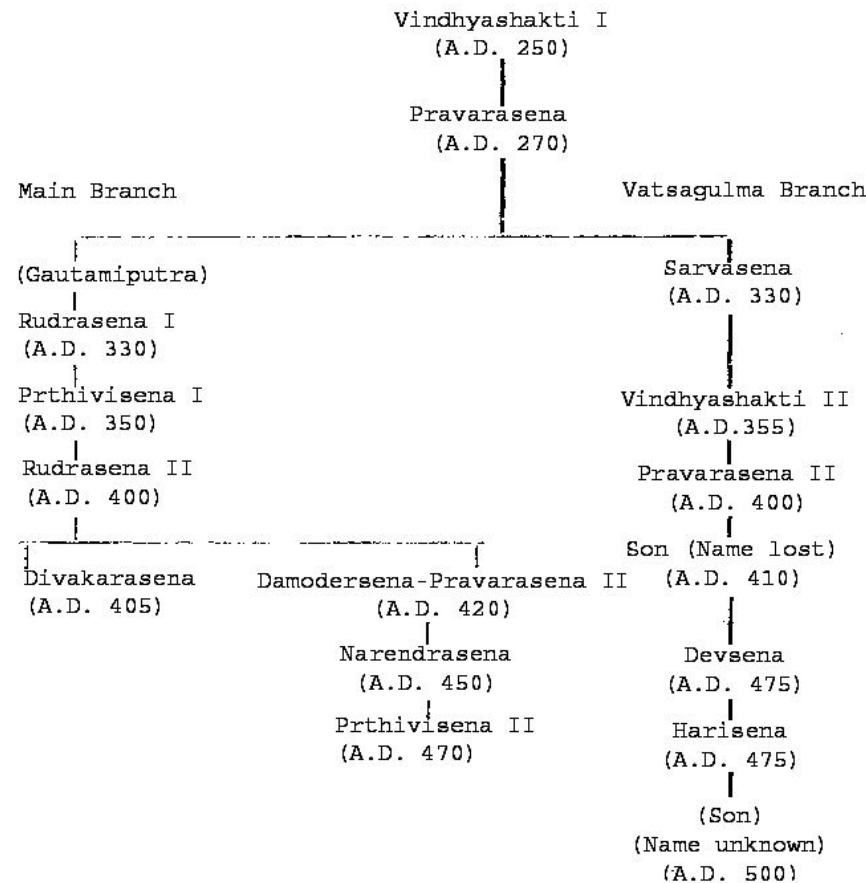 Vindhyashakti I
(A.D. 250)
Pravarasena
(A.D. 270)
Main Branch
Vatsagulma Branch
(Gautamiputra)
Rudrasena I
(A.D. 330)
Prthivisena I
(A.D. 350)
Rudrasena II
(A.D. 400)
Divakarasena
(A.D. 405)
Damodersena-Pravarasena II
(A.D. 420)
Narendrasena
(A.D. 450)
Prthivisena II
(A.D. 470)
Sarvasena
(A.D. 330)
Vindhyashakti II
(A.D.355)
Pravarasena II
(A.D. 400)
Son (Name lost)
(A.D. 410)
Devsena
(A.D. 475)
Harisena
(A.D. 475)
(Son)
(Name unknown)
(A.D. 500)